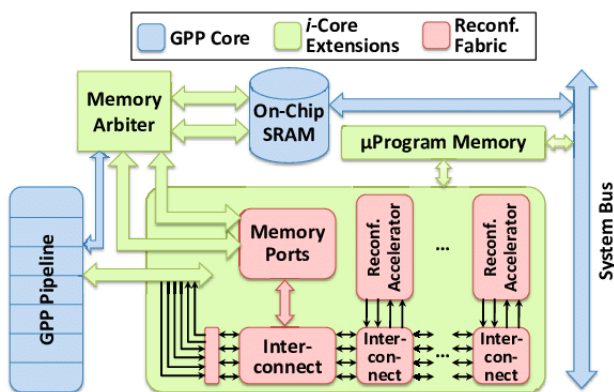 GPP Core
i-Core
Extensions
Reconf.
Fabric
Memory
Arbiter
On-Chip
SRAM
µProgram Memory
System Bus
GPP Pipeline
Memory
Ports
Reconf.
Accelerator
...
Reconf.
Accelerator
Inter-
connect
Inter-
con-
nect
...
Inter-
con-
nect